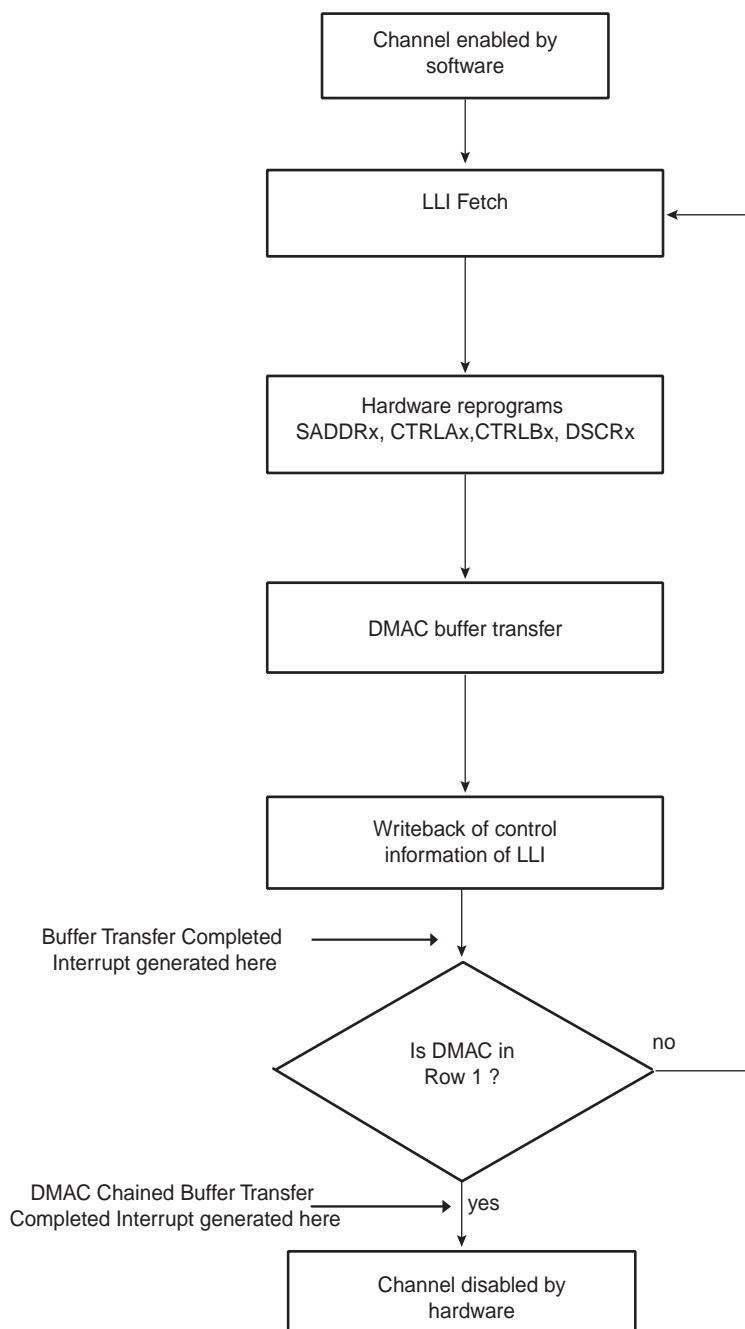 Channel enabled by
software
LLI Fetch
Hardware reprograms
SADDRx, CTRLAx,CTRLBx, DSCRx
DMAC buffer transfer
Writeback of control
information of LLI
Buffer Transfer Completed
Interrupt generated here
Is DMAC in
Row 1 ?
no
DMAC Chained Buffer Transfer
Completed Interrupt generated here
yes
Channel disabled by
hardware